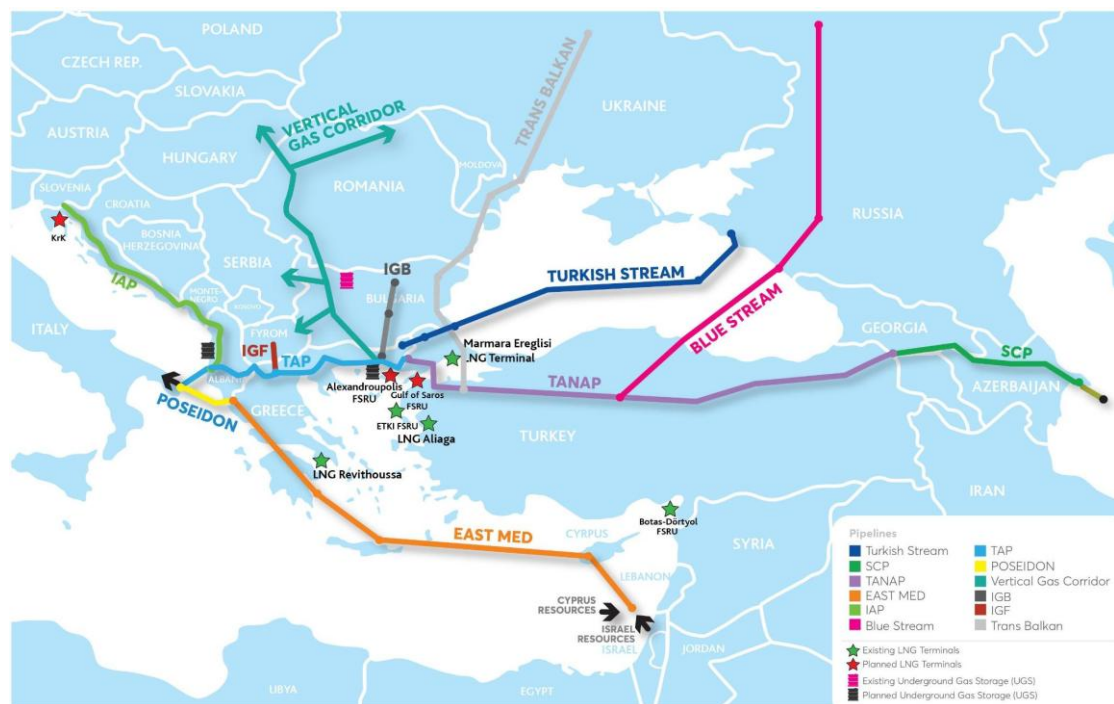 POLAND
CZECH REP.
SLOVAKIA
AUSTRIA
HUNGARY
VERTICAL
GAS CORRIDOR
TRANS BALKAN
UKRAINE
MOLDOVA
ROMANIA
SLOVENIA
CROATIA
KrK
BOSNIA
HERZEGOVINA
SERBIA
RUSSIA
IAP
MONTE-
NEGRO
KOSOVO
IGB
BULGARIA
TURKISH STREAM
BLUE STREAM
ITALY
FYROM
IGF
TAP
ALBANIA
Marmara Ereglisi
LNG Terminal
GEORGIA
SCP
AZERBAIJAN
TANAP
Alexandroupolis
FSRU
Gulf of Saros
FSRU
POSEIDON
GREECE
ETKI FSRU
LNG Aliaga
TURKEY
LNG Revithoussa
IRAN
Botas-Dörtyol
FSRU
EAST MED
CYRPUS
SYRIA
LEBANON
CYPRUS
RESOURCES
ISRAEL
RESOURCES
ISRAEL
JORDAN
LIBYA
EGYPT
Pipelines
Turkish Stream
SCP
TANAP
EAST MED
IAP
Blue Stream
TAP
POSEIDON
Vertical Gas Corridor
IGB
IGF
Trans Balkan
Existing LNG Terminals
Planned LNG Terminals
Existing Underground Gas Storage (UGS)
Planned Underground Gas Storage (UGS)